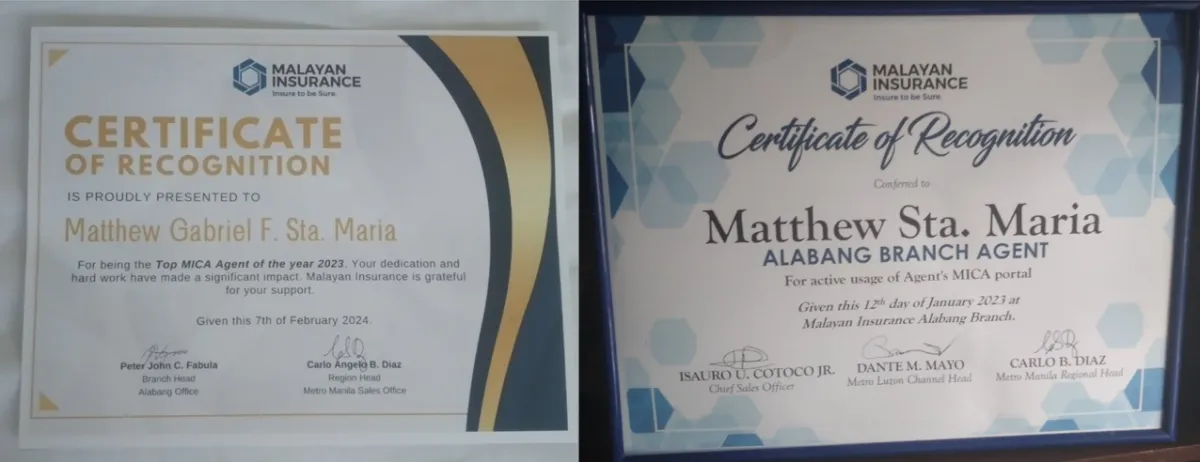 MALAYAN
INSURANCE
Insure to be Sure
CERTIFICATE
OF RECOGNITION
IS PROUDLY PRESENTED TO
Matthew Gabriel F. Sta. Maria
For being the Top MICA Agent of the year 2023. Your dedication and
hard work have made a significant impact. Malayan Insurance is grateful
for your support.
Given this 7th of February 2024.
Peter John C. Fabula
Branch Head
Alabang Office
Carlo Angelo B. Diaz
Region Head
Metro Manila Sales Office
MALAYAN
INSURANCE
Insure to be Sure
Certificate of Recognition
Conferred to
Matthew Sta. Maria
ALABANG BRANCH AGENT
For active usage of Agent's MICA portal
Given this 12th day of January 2023 at
Malayan Insurance Alabang Branch.
ISAURO U. COTOCO JR.
Chief Sales Officer
DANTE M. MAYO
Metro Luzon Channel Head
CARLO B. DIAZ
Metro Manila Regional Head